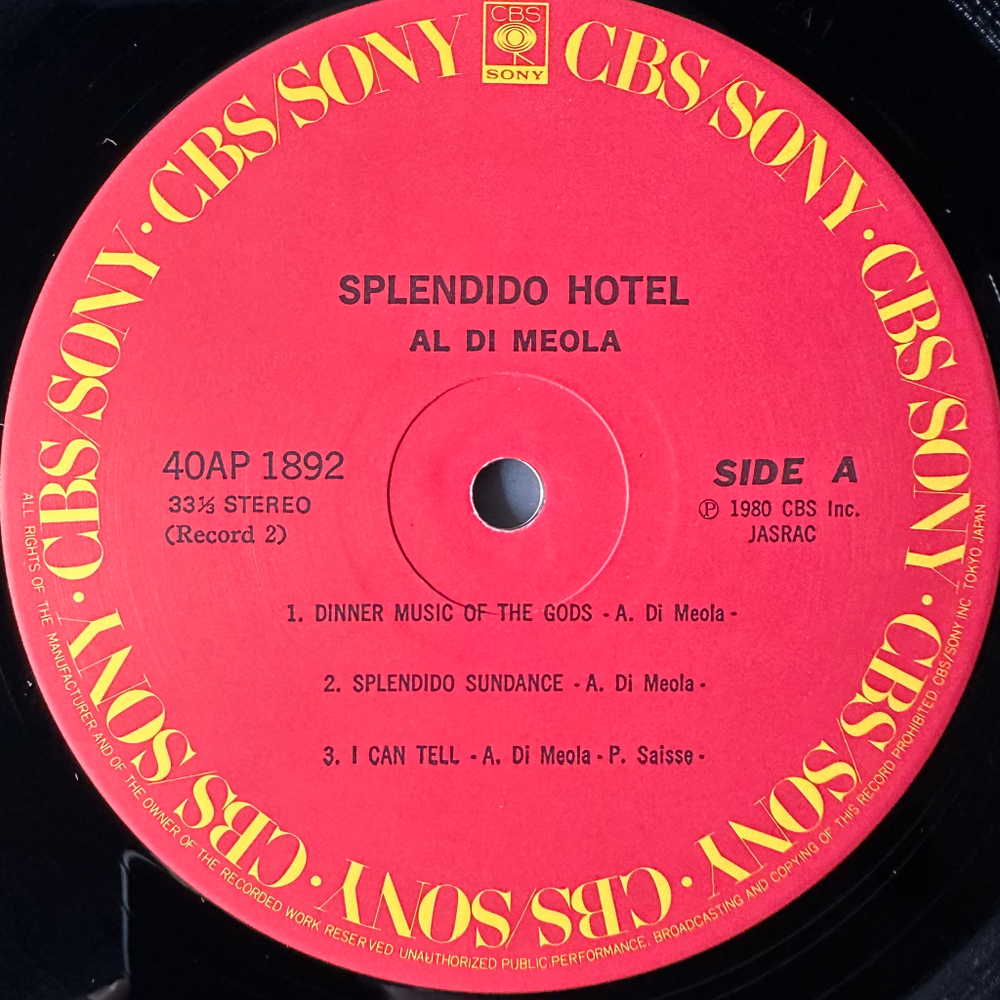 CBS
SONY
CBS/SONY · CBS/SONY · CBS/SONY · CBS/SONY · CBS/SONY · CBS/SONY · CBS/SONY · CBS/SONY
SPLENDIDO HOTEL
AL DI MEOLA
40AP 1892
33⅓ STEREO
(Record 2)
SIDE A
Ⓟ 1980 CBS Inc.
JASRAC
1. DINNER MUSIC OF THE GODS - A. Di Meola -
2. SPLENDIDO SUNDANCE - A. Di Meola -
3. I CAN TELL - A. Di Meola - P. Saisse -
ALL RIGHTS OF THE MANUFACTURER AND OF THE OWNER OF THE RECORDED WORK RESERVED UNAUTHORIZED PUBLIC PERFORMANCE, BROADCASTING AND COPYING OF THIS RECORD PROHIBITED. CBS/SONY INC. TOKYO JAPAN